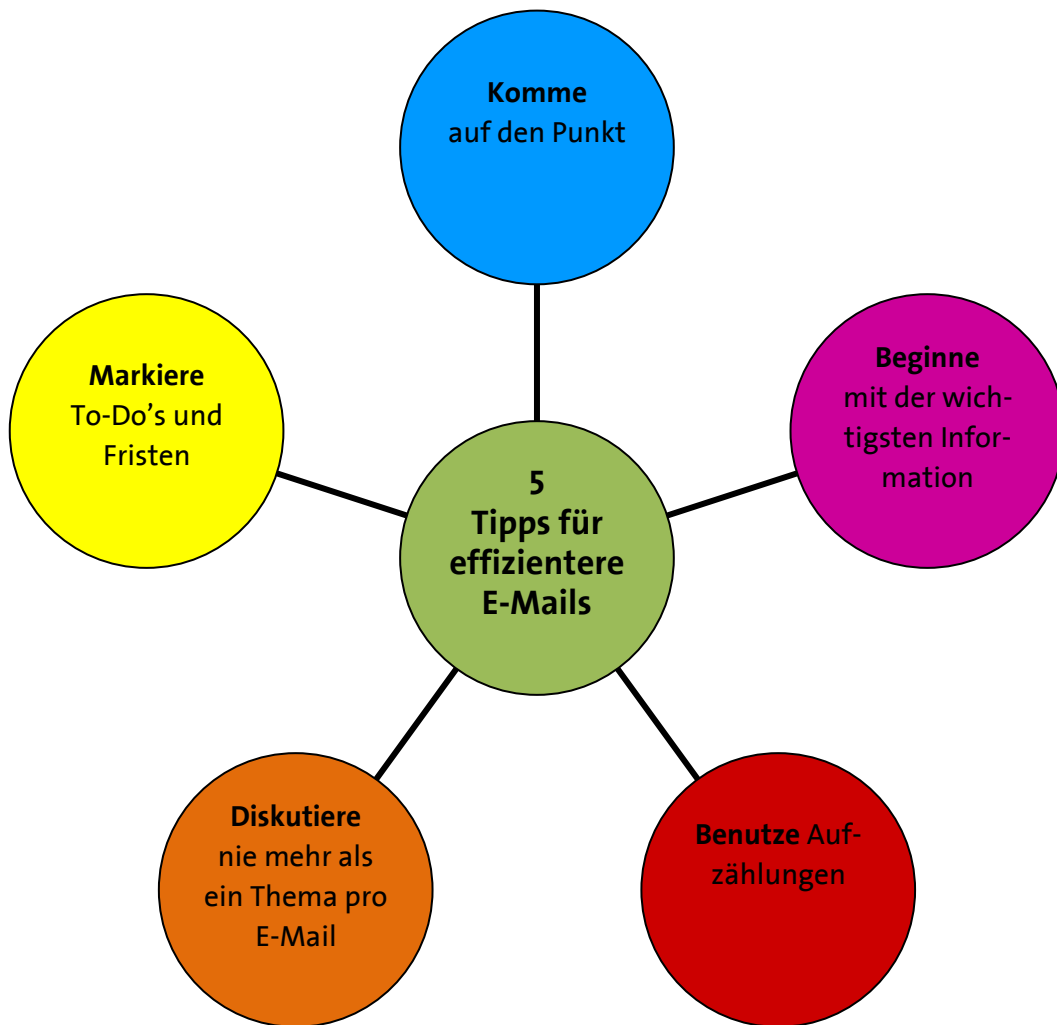 Komme
auf den Punkt
Beginne
mit der wich-
tigsten Infor-
mation
Benutze Auf-
zählungen
Diskutiere
nie mehr als
ein Thema pro
E-Mail
Markiere
To-Do’s und
Fristen
5
Tipps für
effizientere
E-Mails